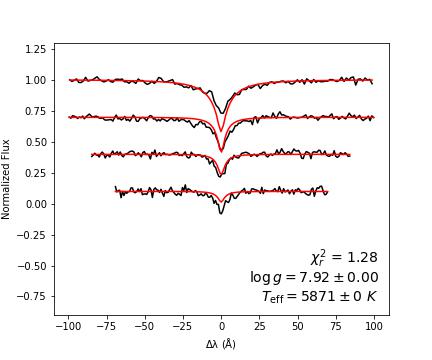 1.25
1.00
0.75
0.50
0.25
0.00
−0.25
−0.50
−0.75
Normalized Flux
χ²ᵣ = 1.28
log g = 7.92 ± 0.00
T_eff = 5871 ± 0 K
−100 −75 −50 −25 0 25 50 75 100
Δλ (Å)